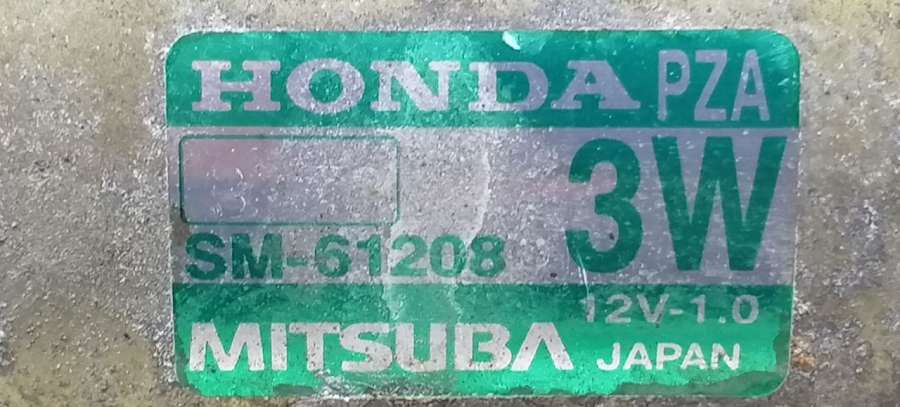 HONDA PZA
3W
SM-61208
12V-1.0
MITSUBA JAPAN